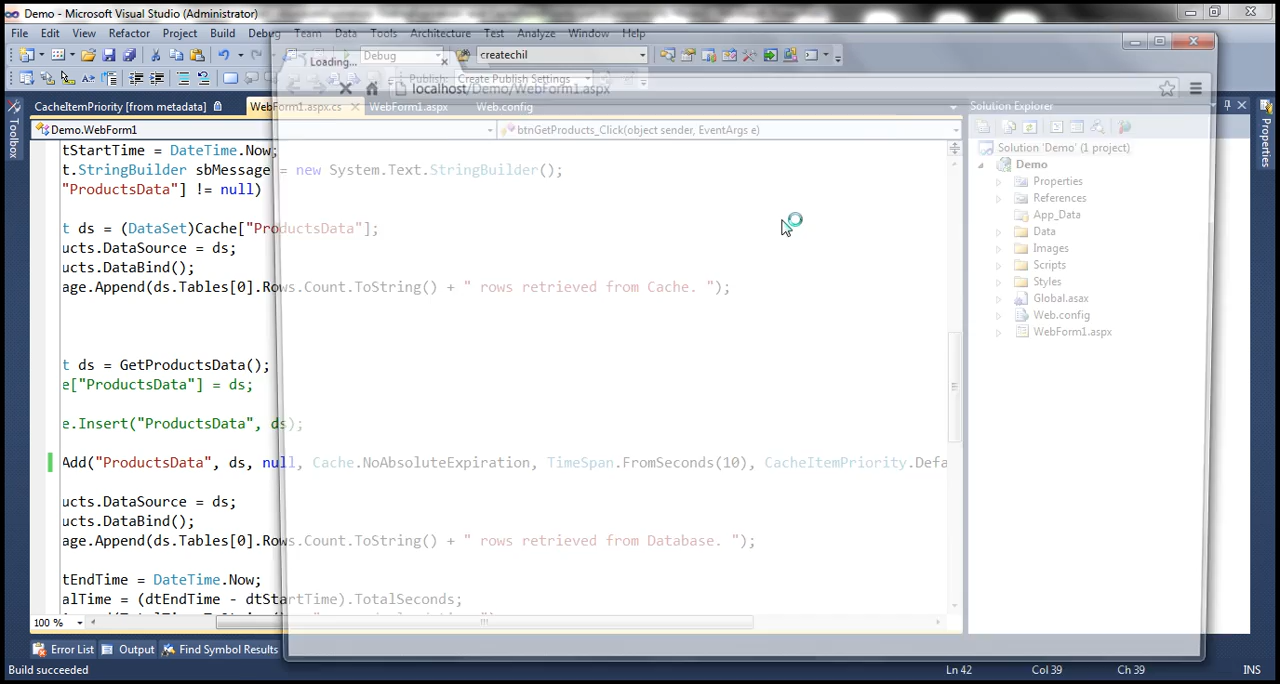 Demo - Microsoft Visual Studio (Administrator)
File Edit View Refactor Project Build Debug Team Data Tools Architecture Test Analyze Window Help
Loading... Debug createchil
Publish: Create Publish Settings
localhost/Demo/WebForm1.aspx
CacheItemPriority [from metadata] WebForm1.aspx.cs WebForm1.aspx Web.config Solution Explorer
Demo.WebForm1 btnGetProducts_Click(object sender, EventArgs e)
Toolbox
Properties
tStartTime = DateTime.Now;
t.StringBuilder sbMessage = new System.Text.StringBuilder();
"ProductsData"] != null)
t ds = (DataSet)Cache["ProductsData"];
ucts.DataSource = ds;
ucts.DataBind();
age.Append(ds.Tables[0].Rows.Count.ToString() + " rows retrieved from Cache. ");
t ds = GetProductsData();
e["ProductsData"] = ds;
e.Insert("ProductsData", ds);
Add("ProductsData", ds, null, Cache.NoAbsoluteExpiration, TimeSpan.FromSeconds(10), CacheItemPriority.Defa
ucts.DataSource = ds;
ucts.DataBind();
age.Append(ds.Tables[0].Rows.Count.ToString() + " rows retrieved from Database. ");
tEndTime = DateTime.Now;
alTime = (dtEndTime - dtStartTime).TotalSeconds;
Solution 'Demo' (1 project)
Demo
Properties
References
App_Data
Data
Images
Scripts
Styles
Global.asax
Web.config
WebForm1.aspx
100 %
Error List Output Find Symbol Results
Build succeeded Ln 42 Col 39 Ch 39 INS